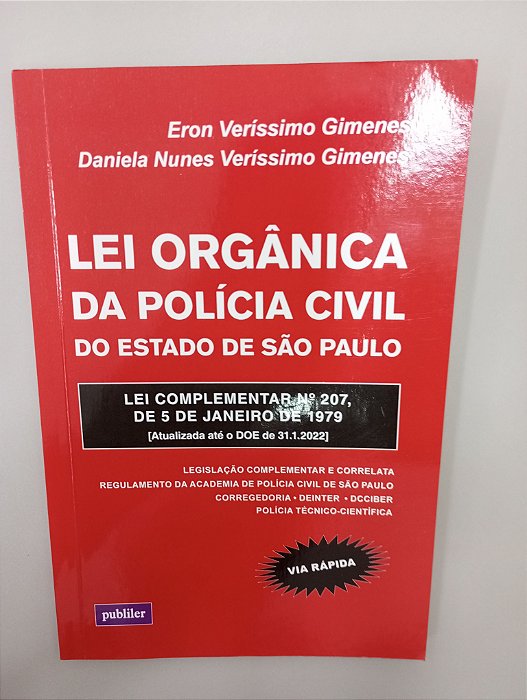 Eron Veríssimo Gimenes
Daniela Nunes Veríssimo Gimenes
LEI ORGÂNICA
DA POLÍCIA CIVIL
DO ESTADO DE SÃO PAULO
LEI COMPLEMENTAR Nº 207,
DE 5 DE JANEIRO DE 1979
[Atualizada até o DOE de 31.1.2022]
LEGISLAÇÃO COMPLEMENTAR E CORRELATA
REGULAMENTO DA ACADEMIA DE POLÍCIA CIVIL DE SÃO PAULO
CORREGEDORIA • DEINTER • DCCIBER
POLÍCIA TÉCNICO-CIENTÍFICA
VIA RÁPIDA
publiler